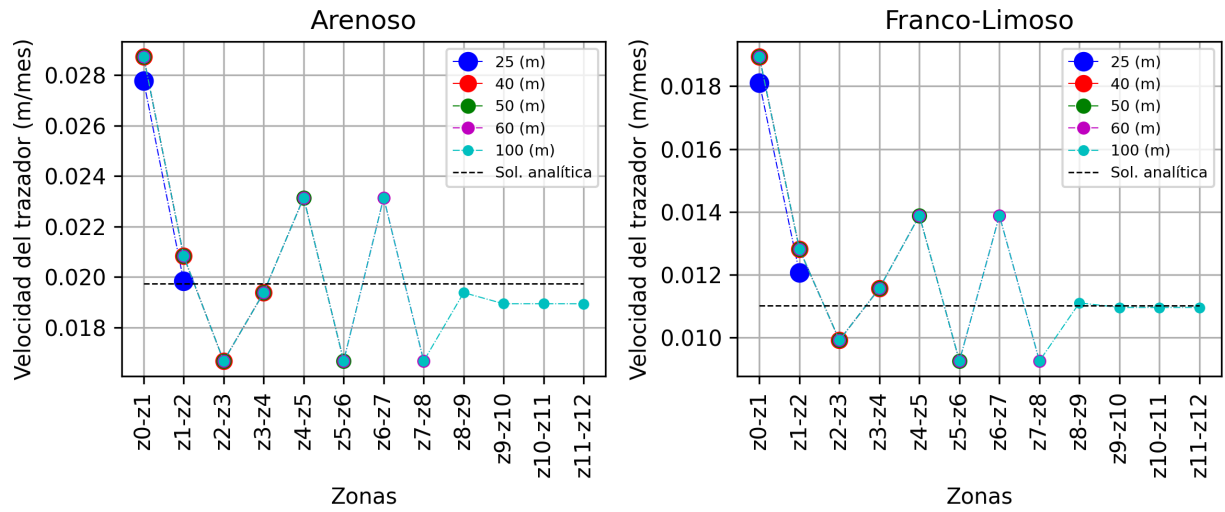 Arenoso
Velocidad del trazador (m/mes)
0.028
0.026
0.024
0.022
0.020
0.018
25 (m)
40 (m)
50 (m)
60 (m)
100 (m)
Sol. analítica
z0-z1
z1-z2
z2-z3
z3-z4
z4-z5
z5-z6
z6-z7
z7-z8
z8-z9
z9-z10
z10-z11
z11-z12
Zonas
Franco-Limoso
Velocidad del trazador (m/mes)
0.018
0.016
0.014
0.012
0.010
25 (m)
40 (m)
50 (m)
60 (m)
100 (m)
Sol. analítica
z0-z1
z1-z2
z2-z3
z3-z4
z4-z5
z5-z6
z6-z7
z7-z8
z8-z9
z9-z10
z10-z11
z11-z12
Zonas